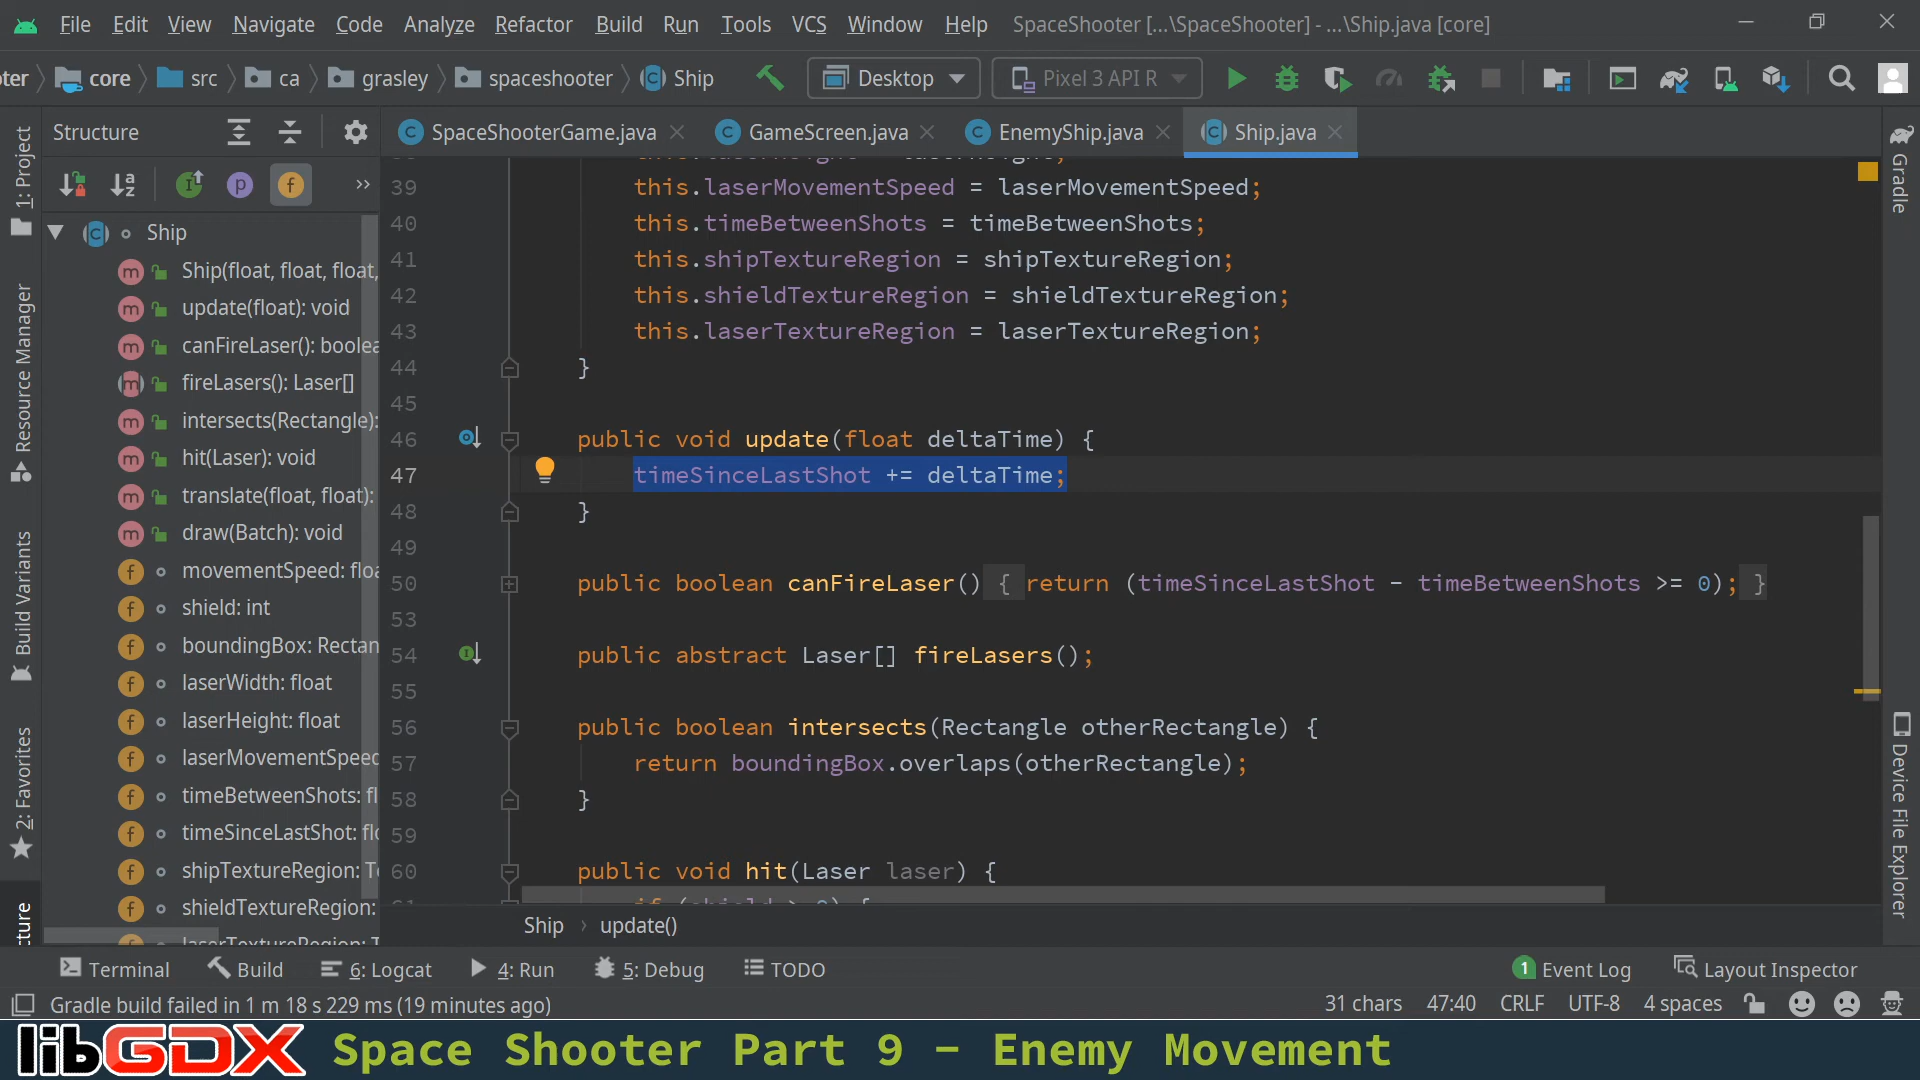 File Edit View Navigate Code Analyze Refactor Build Run Tools VCS Window Help SpaceShooter [...\SpaceShooter] - ...\Ship.java [core]
ter core src ca grasley spaceshooter Ship Desktop Pixel 3 API R
Structure
SpaceShooterGame.java GameScreen.java EnemyShip.java Ship.java
1: Project
Resource Manager
Build Variants
2: Favorites
cture
Ship
Ship(float, float, float,
update(float): void
canFireLaser(): boolea
fireLasers(): Laser[]
intersects(Rectangle):
hit(Laser): void
translate(float, float):
draw(Batch): void
movementSpeed: floa
shield: int
boundingBox: Rectan
laserWidth: float
laserHeight: float
laserMovementSpeed
timeBetweenShots: fl
timeSinceLastShot: flo
shipTextureRegion: Te
shieldTextureRegion:
laserTextureRegion: T
39 this.laserMovementSpeed = laserMovementSpeed;
40 this.timeBetweenShots = timeBetweenShots;
41 this.shipTextureRegion = shipTextureRegion;
42 this.shieldTextureRegion = shieldTextureRegion;
43 this.laserTextureRegion = laserTextureRegion;
44 }
45
46 public void update(float deltaTime) {
47 timeSinceLastShot += deltaTime;
48 }
49
50 public boolean canFireLaser() { return (timeSinceLastShot - timeBetweenShots >= 0); }
53
54 public abstract Laser[] fireLasers();
55
56 public boolean intersects(Rectangle otherRectangle) {
57 return boundingBox.overlaps(otherRectangle);
58 }
59
60 public void hit(Laser laser) {
Ship › update()
Gradle
Device File Explorer
Terminal Build 6: Logcat 4: Run 5: Debug TODO 1 Event Log Layout Inspector
Gradle build failed in 1 m 18 s 229 ms (19 minutes ago) 31 chars 47:40 CRLF UTF-8 4 spaces
libGDX Space Shooter Part 9 - Enemy Movement